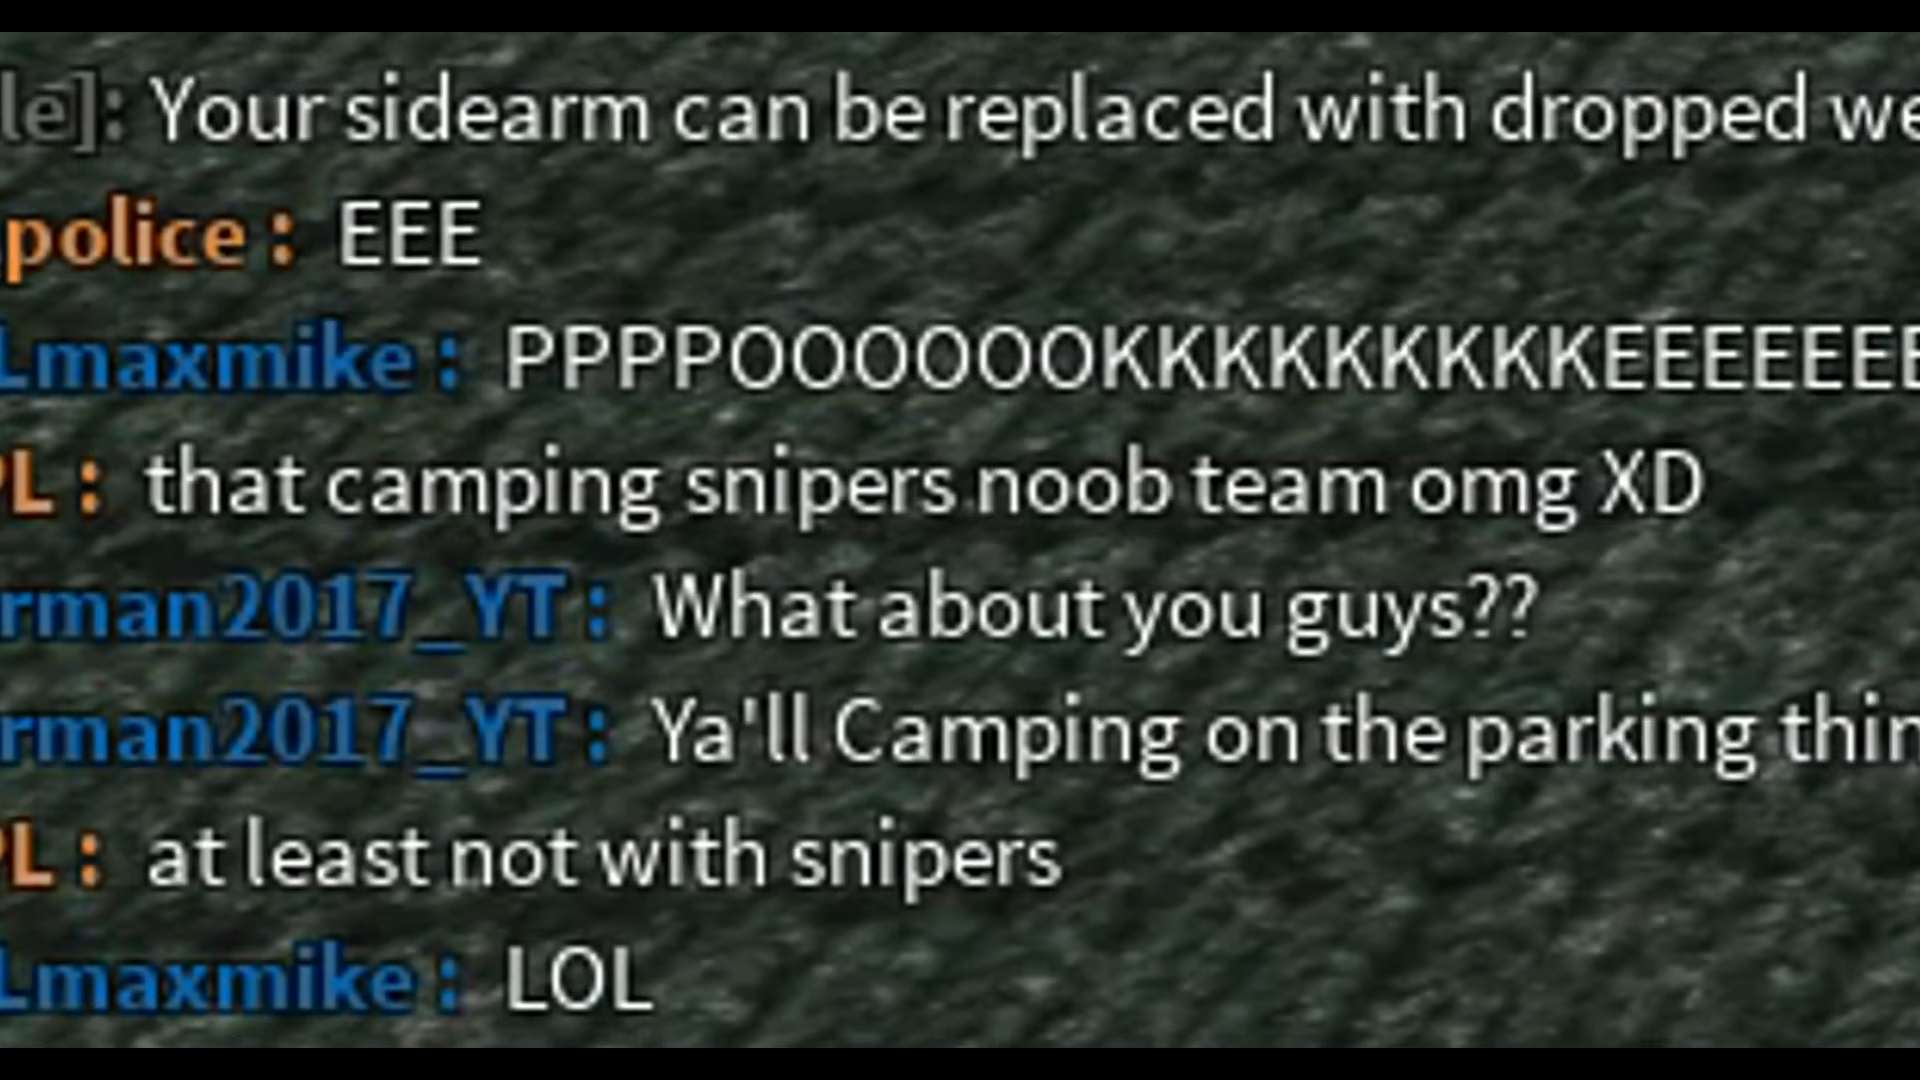 le]: Your sidearm can be replaced with dropped we
police : EEE
Lmaxmike : PPPPOOOOOOKKKKKKKKKEEEEEEE
PL : that camping snipers noob team omg XD
rman2017_YT : What about you guys??
rman2017_YT : Ya'll Camping on the parking thin
PL : at least not with snipers
Lmaxmike : LOL